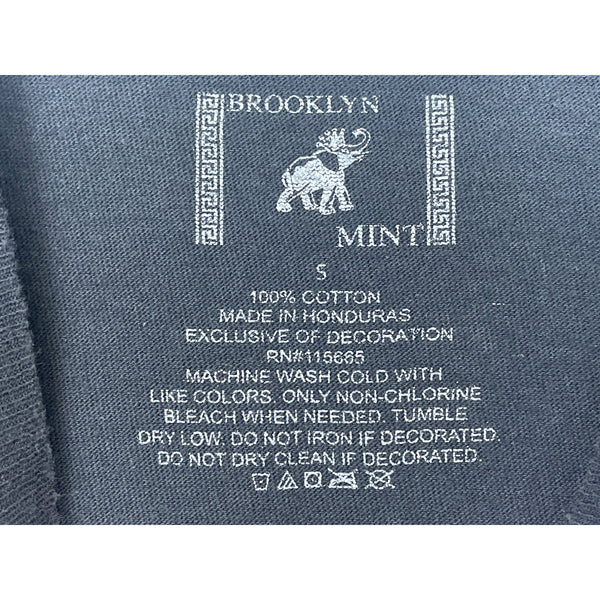 BROOKLYN
MINT
S
100% COTTON
MADE IN HONDURAS
EXCLUSIVE OF DECORATION
RN#115665
MACHINE WASH COLD WITH
LIKE COLORS. ONLY NON-CHLORINE
BLEACH WHEN NEEDED. TUMBLE
DRY LOW. DO NOT IRON IF DECORATED.
DO NOT DRY CLEAN IF DECORATED.